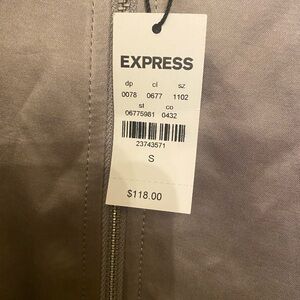 EXPRESS
dp cl sz
0078 0677 1102
st co
06775981 0432
23743571
S
$118.00